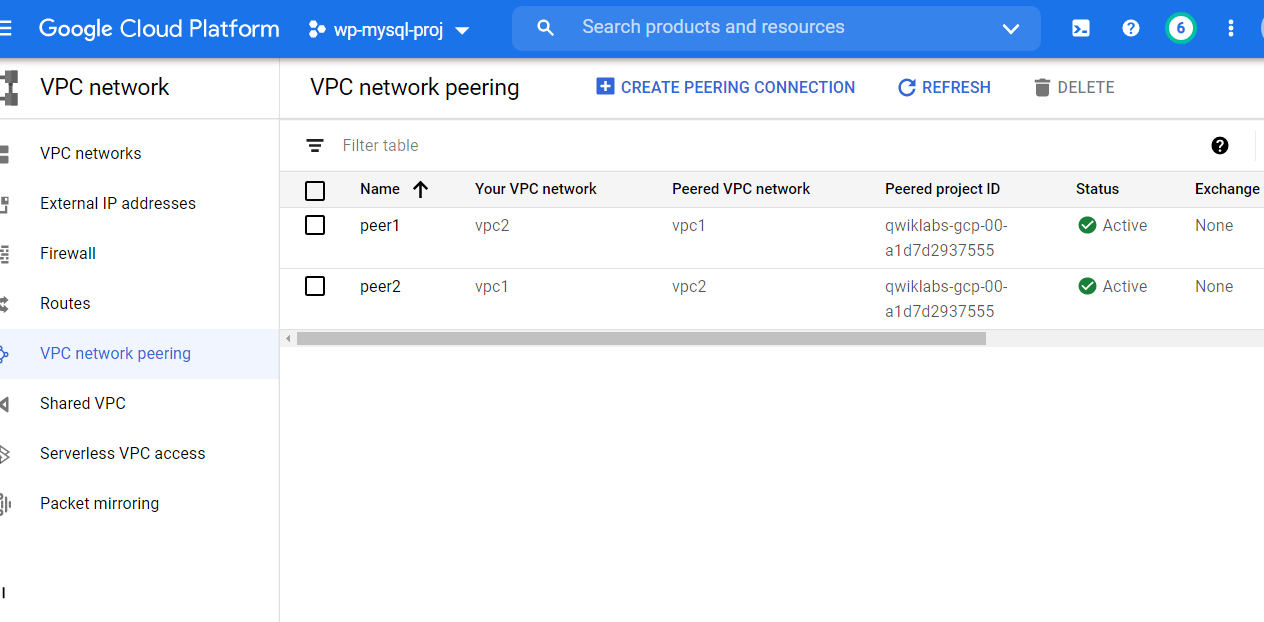 Google Cloud Platform wp-mysql-proj Search products and resources 6
VPC network VPC network peering CREATE PEERING CONNECTION REFRESH DELETE
VPC networks
External IP addresses
Firewall
Routes
VPC network peering
Shared VPC
Serverless VPC access
Packet mirroring
Filter table
Name Your VPC network Peered VPC network Peered project ID Status Exchange
peer1 vpc2 vpc1 qwiklabs-gcp-00- Active None
a1d7d2937555
peer2 vpc1 vpc2 qwiklabs-gcp-00- Active None
a1d7d2937555